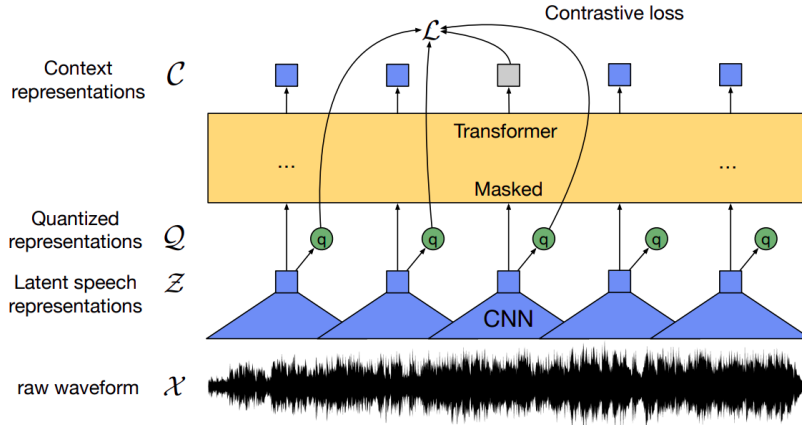 Contrastive loss
ℒ
Context
representations
𝒞
Transformer
...
...
Masked
Quantized
representations
𝒬
q
q
q
q
q
Latent speech
representations
𝒵
CNN
raw waveform
𝒳